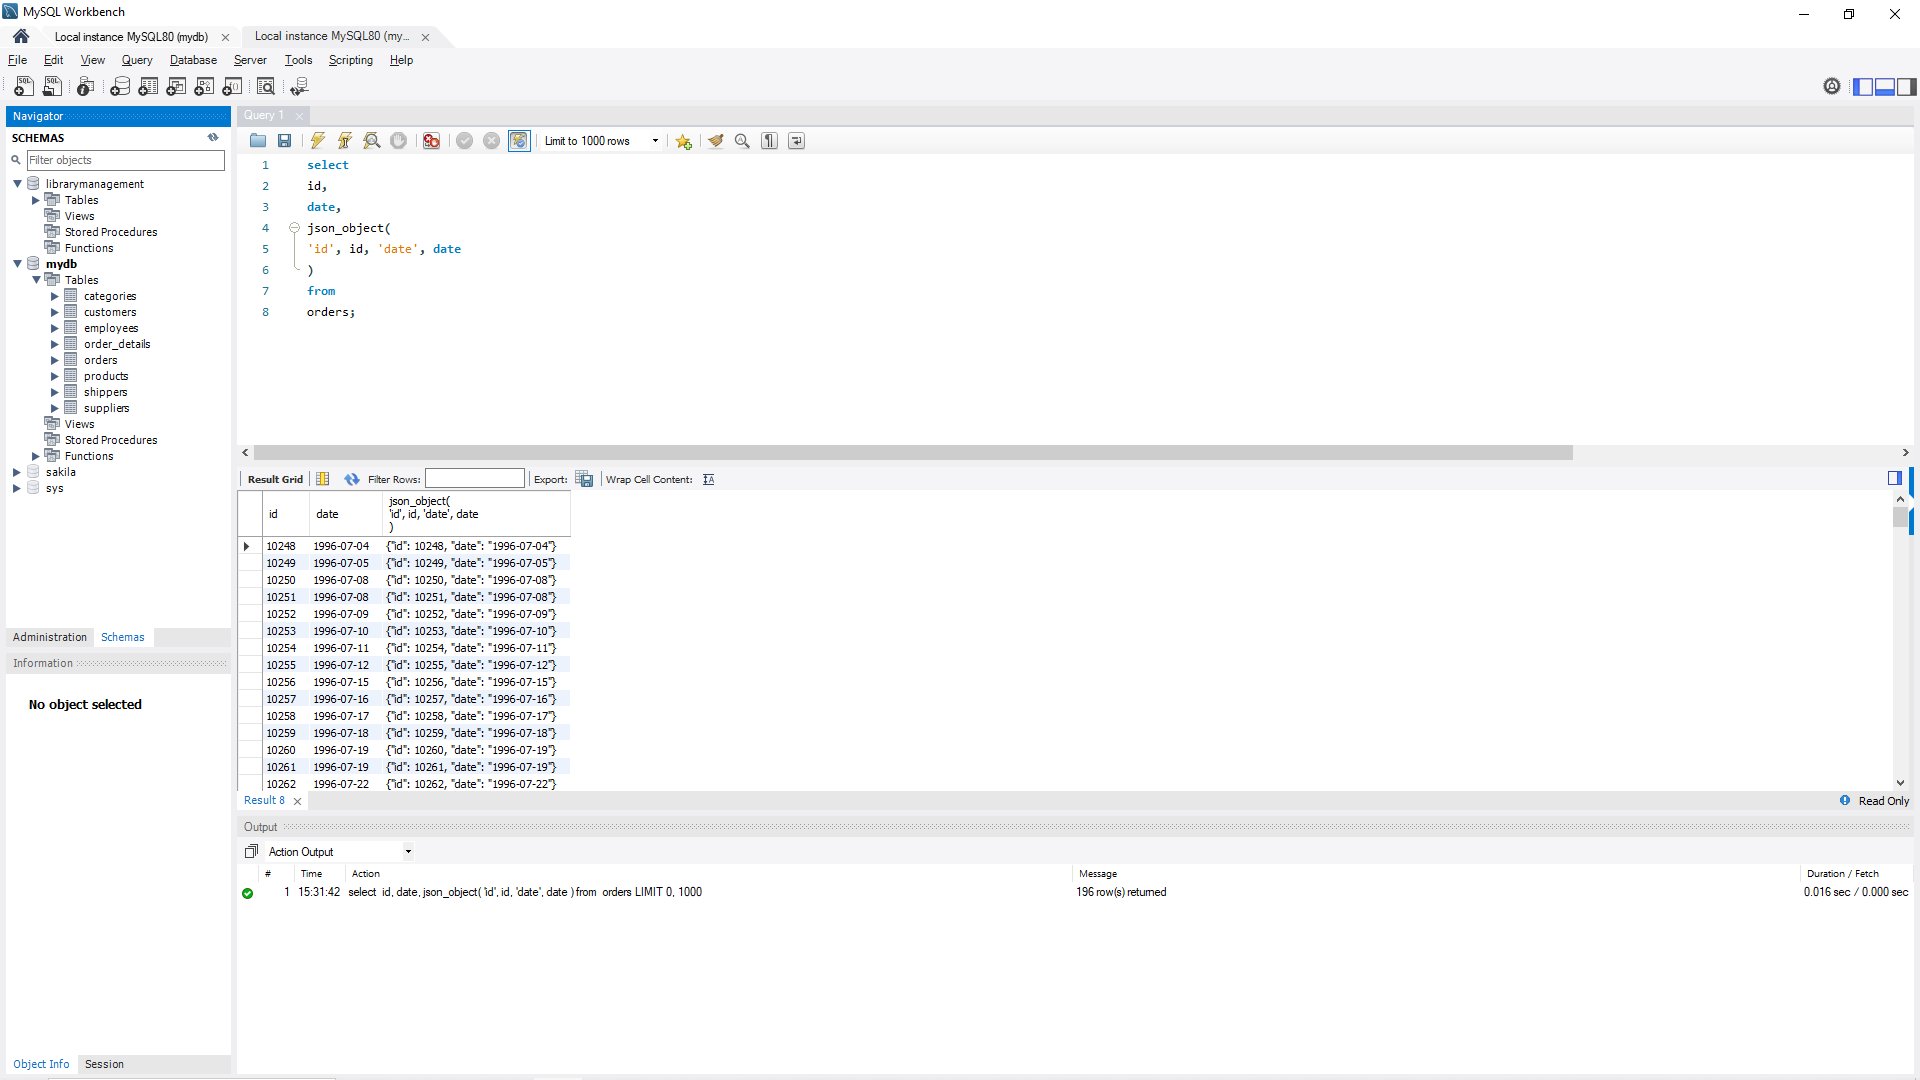 MySQL Workbench
Local instance MySQL80 (mydb)
Local instance MySQL80 (my...
File Edit View Query Database Server Tools Scripting Help
Navigator
SCHEMAS
Filter objects
librarymanagement
Tables
Views
Stored Procedures
Functions
mydb
Tables
categories
customers
employees
order_details
orders
products
shippers
suppliers
Views
Stored Procedures
Functions
sakila
sys
Administration Schemas
Information
No object selected
Object Info Session
Query 1
Limit to 1000 rows
1 select
2 id,
3 date,
4 json_object(
5 'id', id, 'date', date
6 )
7 from
8 orders;
Result Grid Filter Rows: Export: Wrap Cell Content:
id date json_object(
'id', id, 'date', date
)
10248 1996-07-04 {"id": 10248, "date": "1996-07-04"}
10249 1996-07-05 {"id": 10249, "date": "1996-07-05"}
10250 1996-07-08 {"id": 10250, "date": "1996-07-08"}
10251 1996-07-08 {"id": 10251, "date": "1996-07-08"}
10252 1996-07-09 {"id": 10252, "date": "1996-07-09"}
10253 1996-07-10 {"id": 10253, "date": "1996-07-10"}
10254 1996-07-11 {"id": 10254, "date": "1996-07-11"}
10255 1996-07-12 {"id": 10255, "date": "1996-07-12"}
10256 1996-07-15 {"id": 10256, "date": "1996-07-15"}
10257 1996-07-16 {"id": 10257, "date": "1996-07-16"}
10258 1996-07-17 {"id": 10258, "date": "1996-07-17"}
10259 1996-07-18 {"id": 10259, "date": "1996-07-18"}
10260 1996-07-19 {"id": 10260, "date": "1996-07-19"}
10261 1996-07-19 {"id": 10261, "date": "1996-07-19"}
10262 1996-07-22 {"id": 10262, "date": "1996-07-22"}
Result 8 Read Only
Output
Action Output
# Time Action Message Duration / Fetch
1 15:31:42 select id, date, json_object( 'id', id, 'date', date ) from orders LIMIT 0, 1000 196 row(s) returned 0.016 sec / 0.000 sec